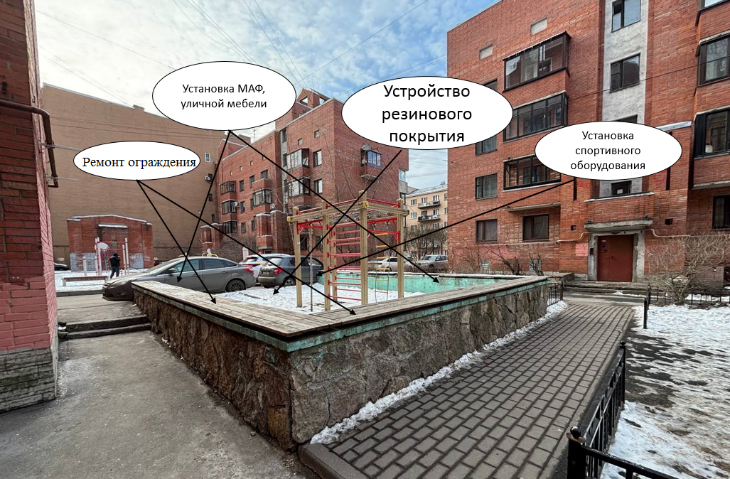 Установка МАФ,
уличной мебели
Устройство
резинового
покрытия
Установка
спортивного
оборудования
Ремонт ограждения